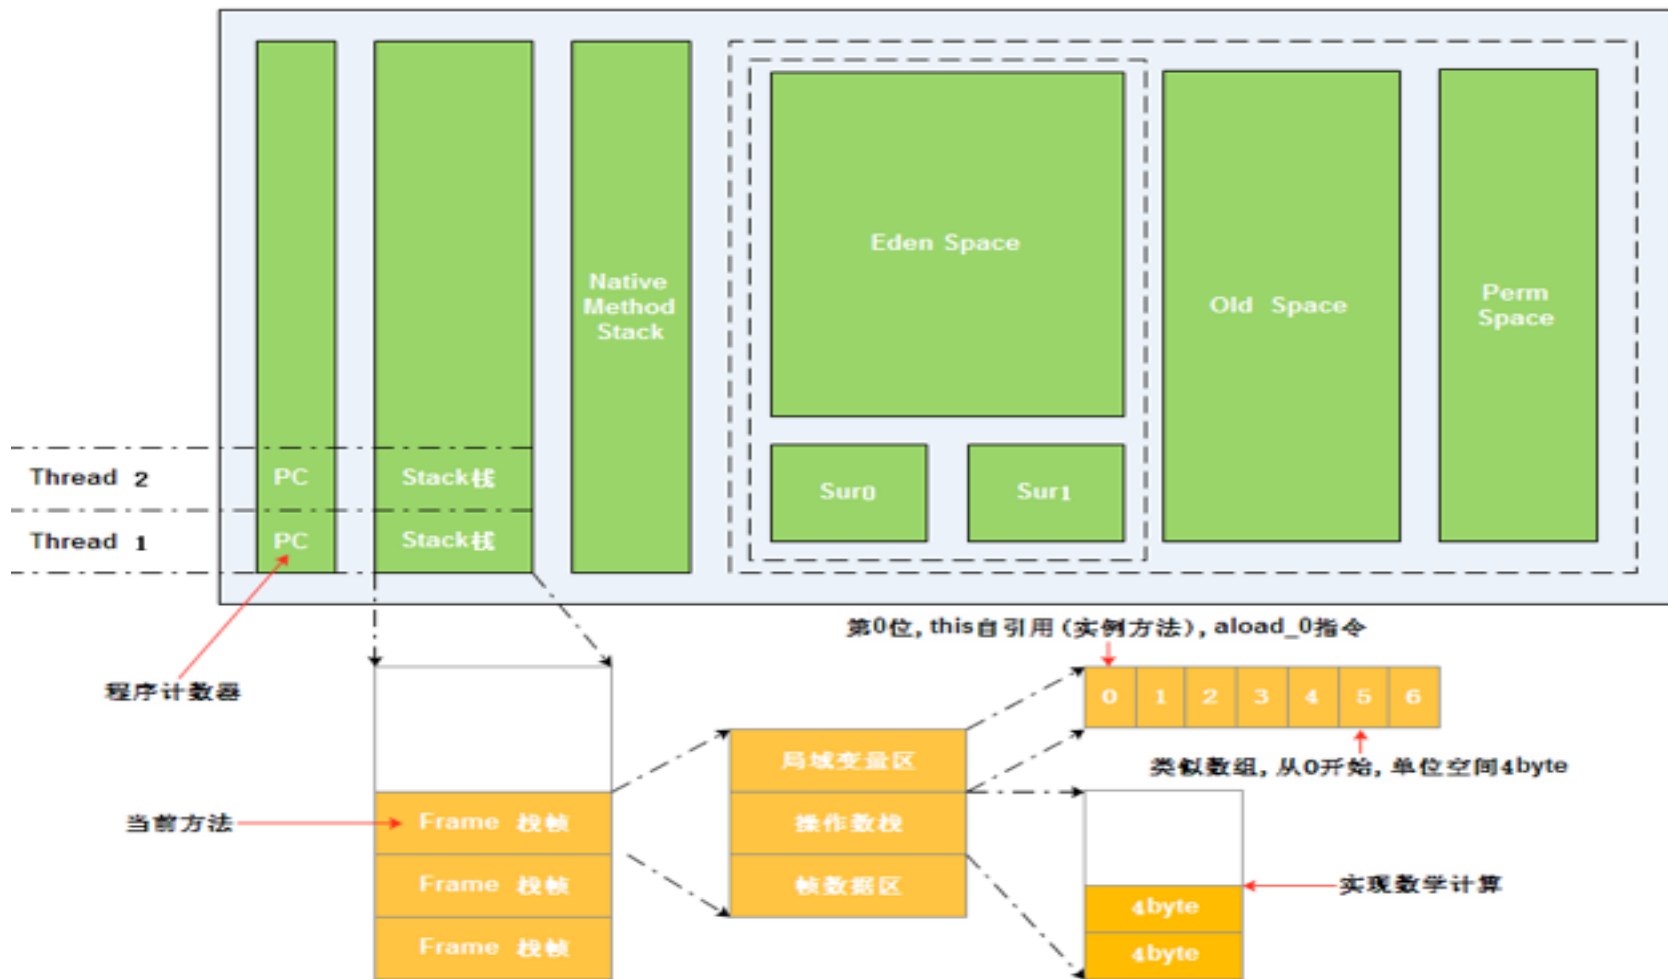 Eden Space
Native
Method
Stack
Old Space
Perm
Space
Thread 2
PC
Stack栈
Sur0
Sur1
Thread 1
PC
Stack栈
第0位, this自引用 (实例方法), aload_0指令
程序计数器
0 1 2 3 4 5 6
局域变量区
类似数组, 从0开始, 单位空间4byte
当前方法
Frame 栈帧
操作数栈
Frame 栈帧
帧数据区
实现数学计算
4byte
Frame 栈帧
4byte